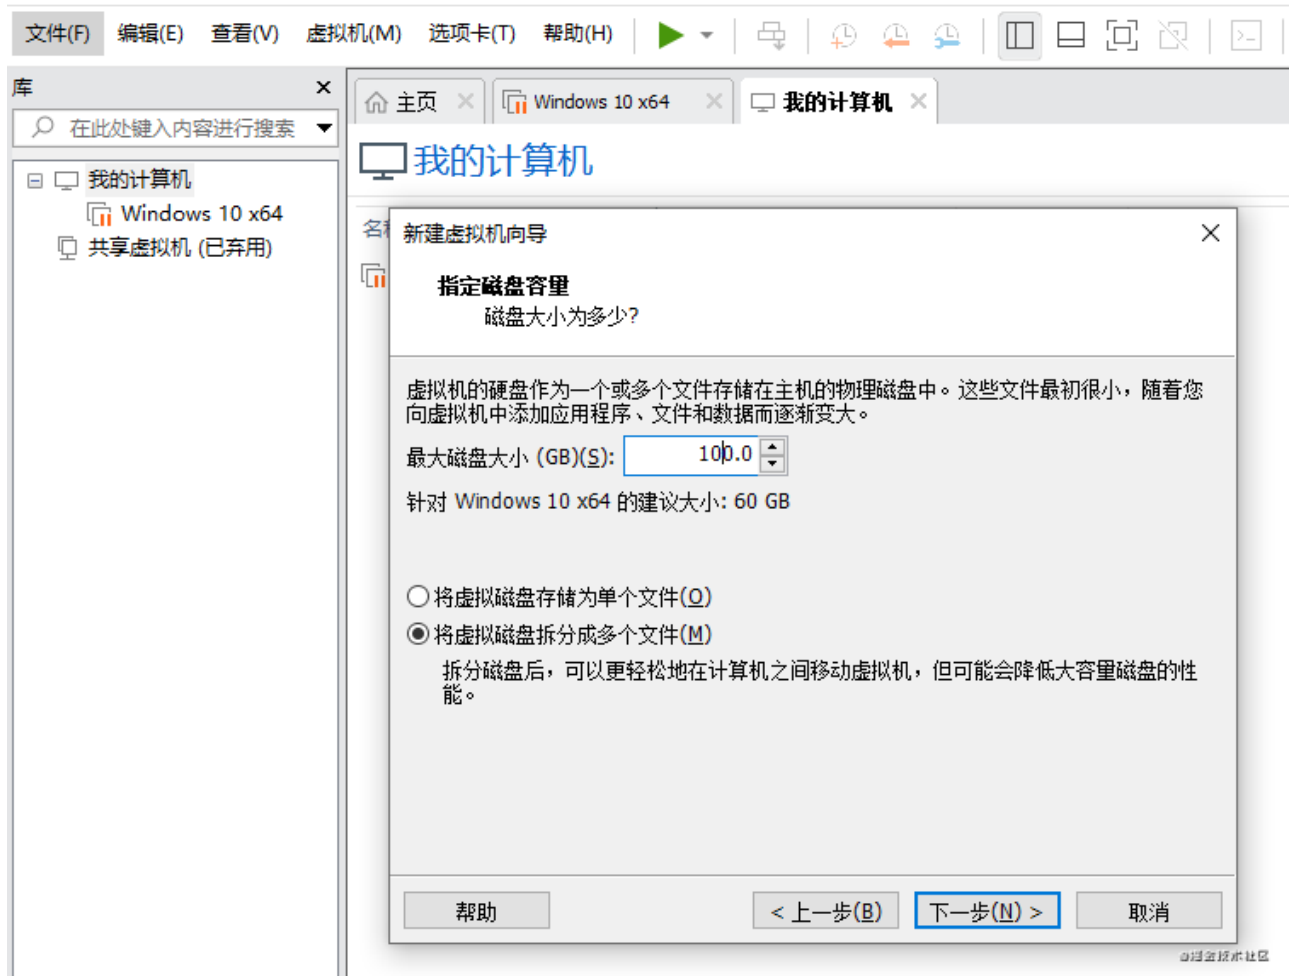 文件(F) 编辑(E) 查看(V) 虚拟机(M) 选项卡(T) 帮助(H)
库
在此处键入内容进行搜索
我的计算机
Windows 10 x64
共享虚拟机 (已弃用)
主页
Windows 10 x64
我的计算机
我的计算机
新建虚拟机向导
指定磁盘容量
磁盘大小为多少?
虚拟机的硬盘作为一个或多个文件存储在主机的物理磁盘中。这些文件最初很小，随着您
向虚拟机中添加应用程序、文件和数据而逐渐变大。
最大磁盘大小 (GB)(S): 100.0
针对 Windows 10 x64 的建议大小: 60 GB
将虚拟磁盘存储为单个文件(O)
将虚拟磁盘拆分成多个文件(M)
拆分磁盘后，可以更轻松地在计算机之间移动虚拟机，但可能会降低大容量磁盘的性
能。
帮助 < 上一步(B) 下一步(N) > 取消
@掘金技术社区